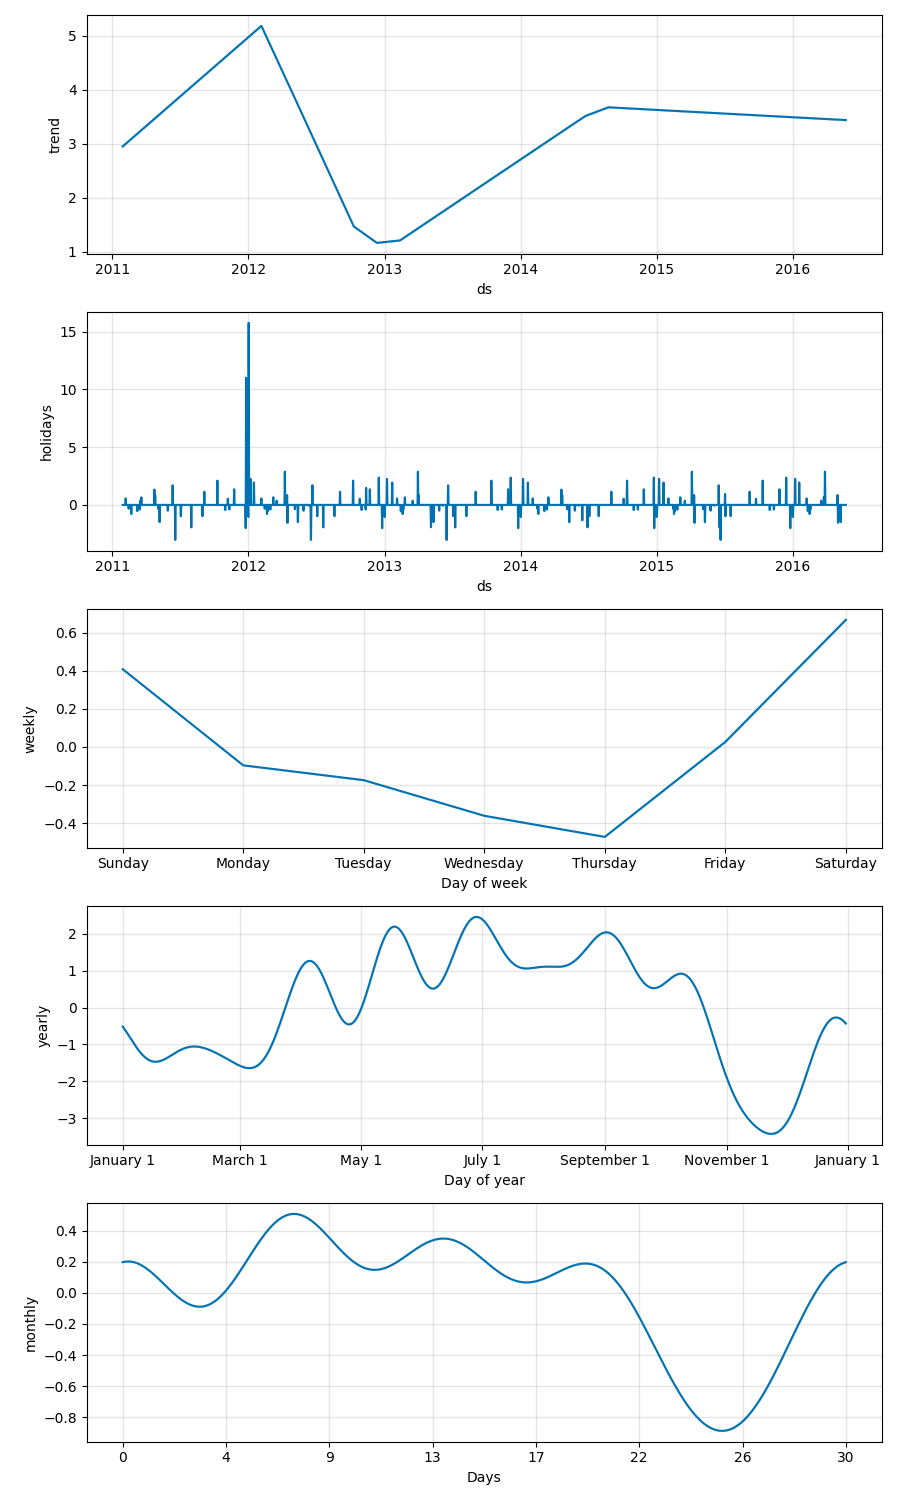 trend
5
4
3
2
1
2011 2012 2013 2014 2015 2016
ds
holidays
15
10
5
0
2011 2012 2013 2014 2015 2016
ds
weekly
0.6
0.4
0.2
0.0
−0.2
−0.4
Sunday Monday Tuesday Wednesday Thursday Friday Saturday
Day of week
yearly
2
1
0
−1
−2
−3
January 1 March 1 May 1 July 1 September 1 November 1 January 1
Day of year
monthly
0.4
0.2
0.0
−0.2
−0.4
−0.6
−0.8
0 4 9 13 17 22 26 30
Days